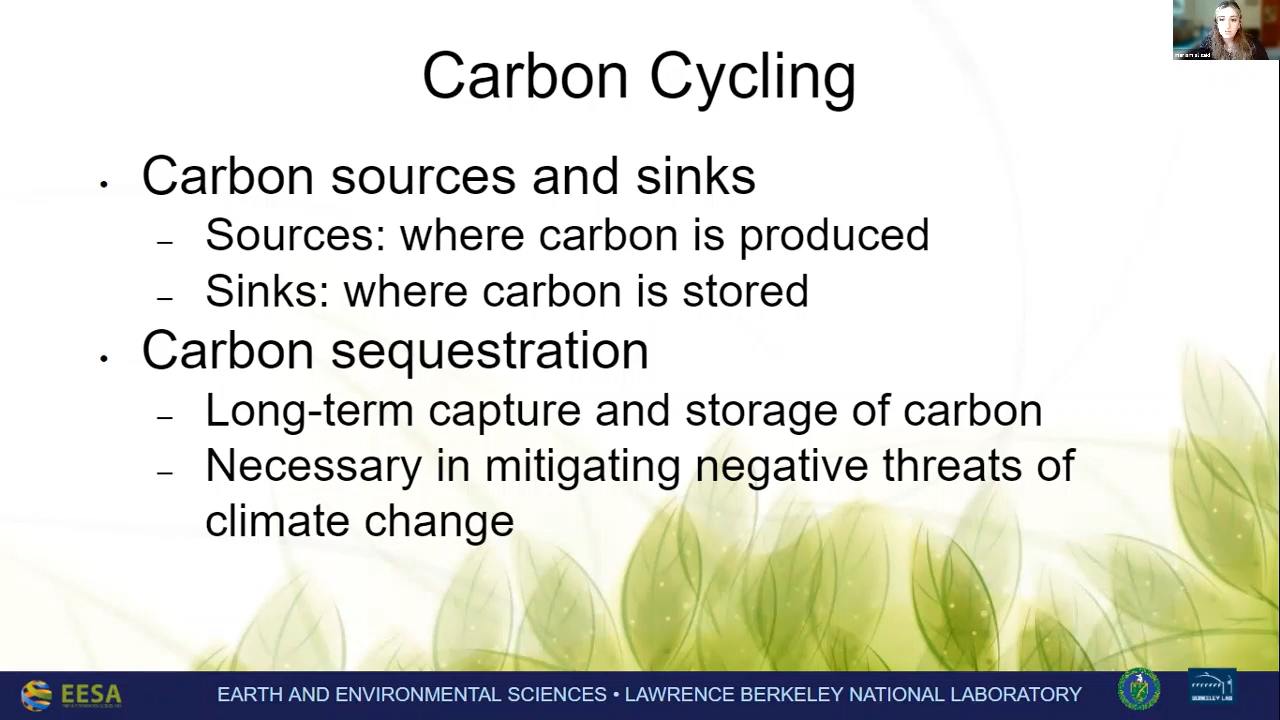 Carbon Cycling
• Carbon sources and sinks
– Sources: where carbon is produced
– Sinks: where carbon is stored
• Carbon sequestration
– Long-term capture and storage of carbon
– Necessary in mitigating negative threats of
climate change
EESA
EARTH AND ENVIRONMENTAL SCIENCES • LAWRENCE BERKELEY NATIONAL LABORATORY
BERKELEY LAB